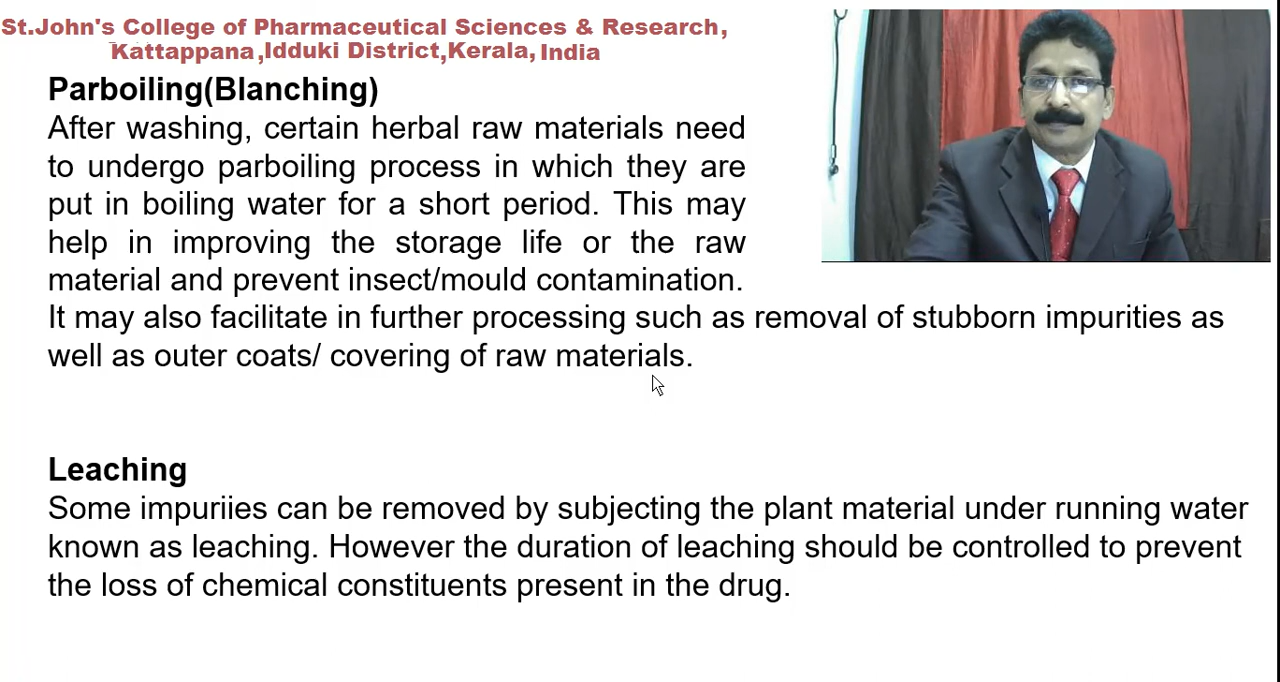 St.John's College of Pharmaceutical Sciences & Research,
Kattappana,Idduki District,Kerala, India
Parboiling(Blanching)
After washing, certain herbal raw materials need
to undergo parboiling process in which they are
put in boiling water for a short period. This may
help in improving the storage life or the raw
material and prevent insect/mould contamination.
It may also facilitate in further processing such as removal of stubborn impurities as
well as outer coats/ covering of raw materials.
Leaching
Some impuriies can be removed by subjecting the plant material under running water
known as leaching. However the duration of leaching should be controlled to prevent
the loss of chemical constituents present in the drug.